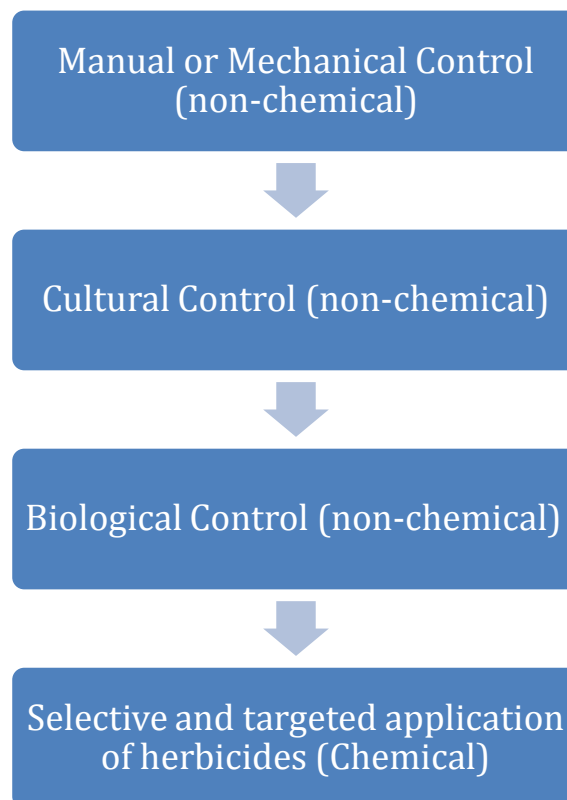 Manual or Mechanical Control
(non-chemical)
Cultural Control (non-chemical)
Biological Control (non-chemical)
Selective and targeted application
of herbicides (Chemical)